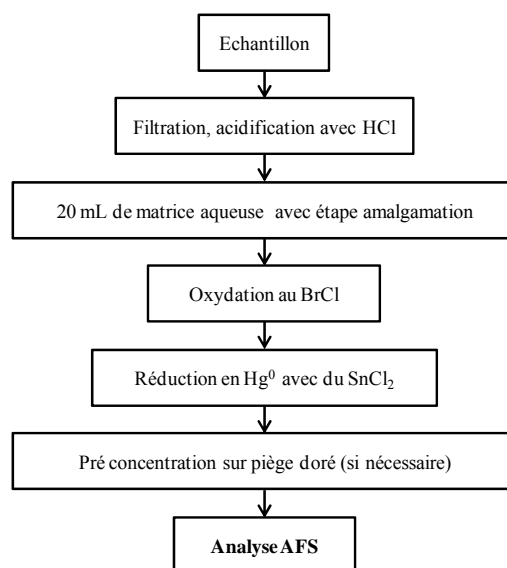 Echantillon
Filtration, acidification avec HCl
20 mL de matrice aqueuse avec étape amalgamation
Oxydation au BrCl
Réduction en Hg⁰ avec du SnCl₂
Pré concentration sur piège doré (si nécessaire)
Analyse AFS